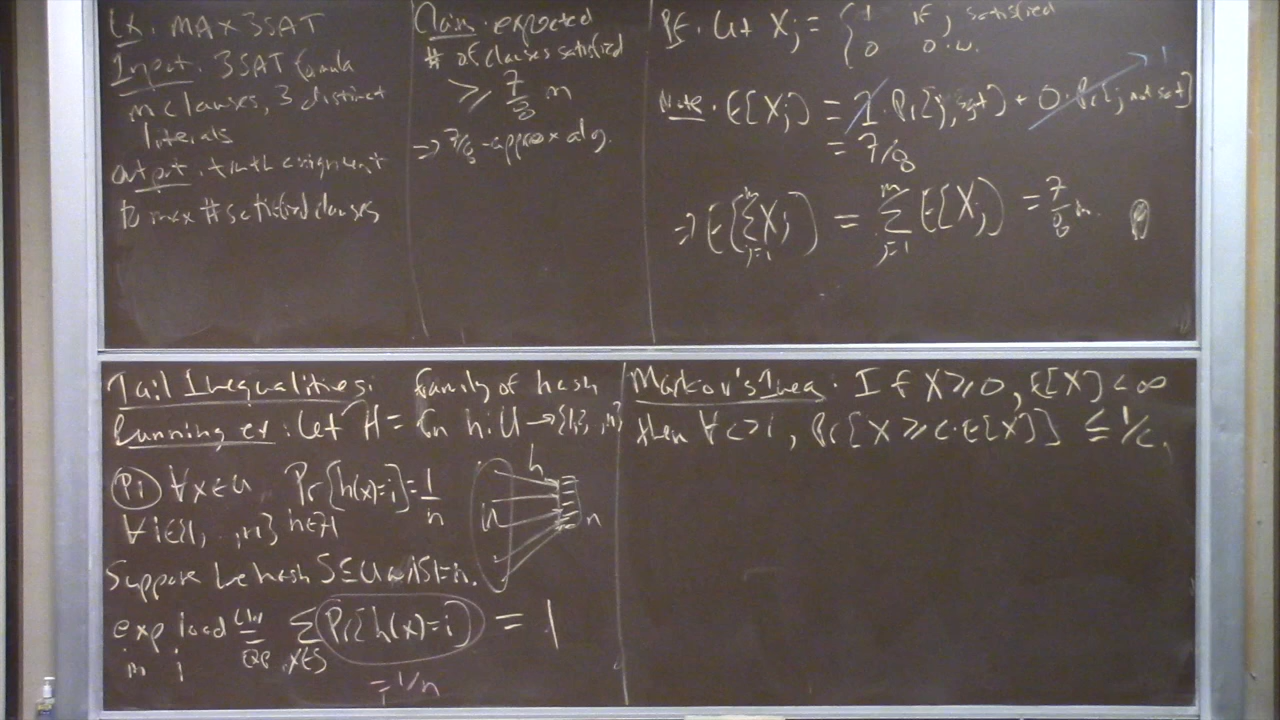 Ex. MAX3SAT
Input. 3SAT formula
m clauses, 3 distinct
literals
output. truth assignment
to max # satisfied clauses
Claim. expected
# of clauses satisfied
≥ 7/8 m
⇒ 7/8-approx alg.
Pf. Let Xj = { 1 if j satisfied
0 o.w.
Note. E[Xj] = 1·Pr[j sat] + 0·Pr[j not sat]
= 7/8
⇒ E[∑_{j=1}^{m} Xj] = ∑_{j=1}^{m} E[Xj] = 7/8 m.
Tail Inequalities. family of hash
Running ex: Let H = fn h:U→{1,..,n}
P1 ∀x∈U Pr[h(x)=i] = 1/n
∀i∈{1,..,n} h∈H
Suppose we hash S⊆U w/ |S|=n.
exp load = ∑ Pr[h(x)=i] = 1
in i x∈S
= 1/n
h
U n
Markov's Ineq. If X≥0, E[X]<∞
then ∀c>1, Pr[X ≥ c·E[X]] ≤ 1/c.